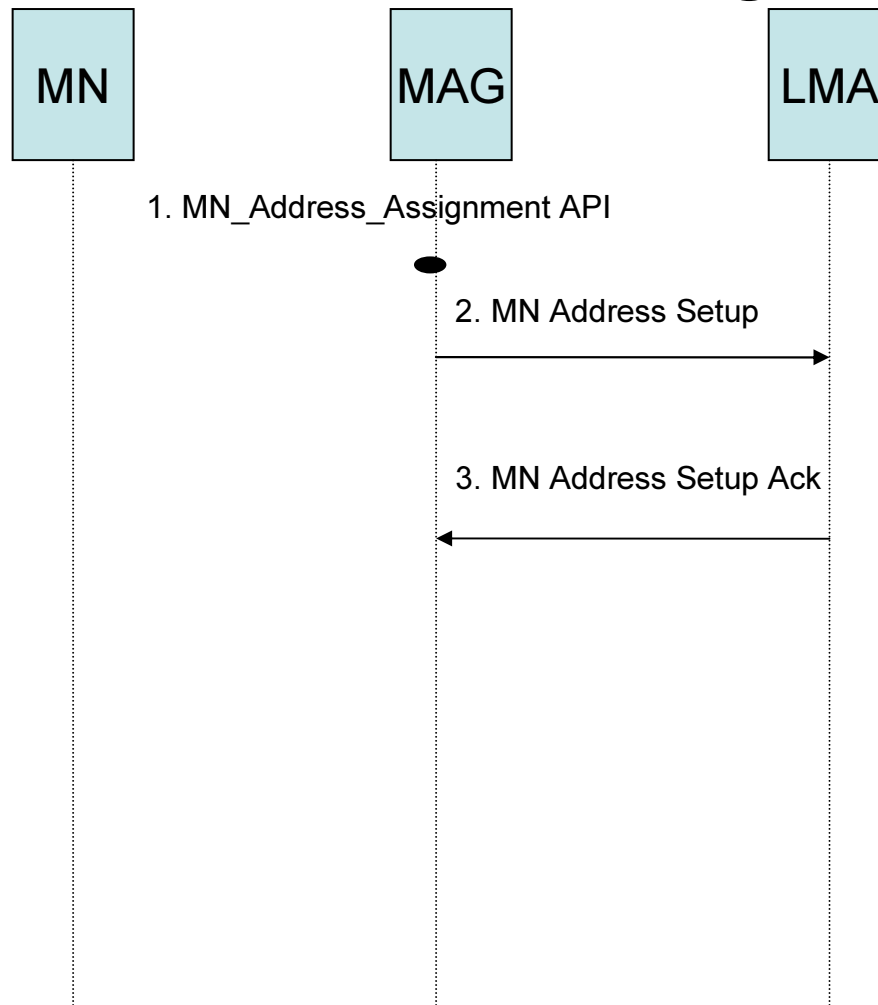 MN
MAG
LMA
1. MN_Address_Assignment API
2. MN Address Setup
3. MN Address Setup Ack